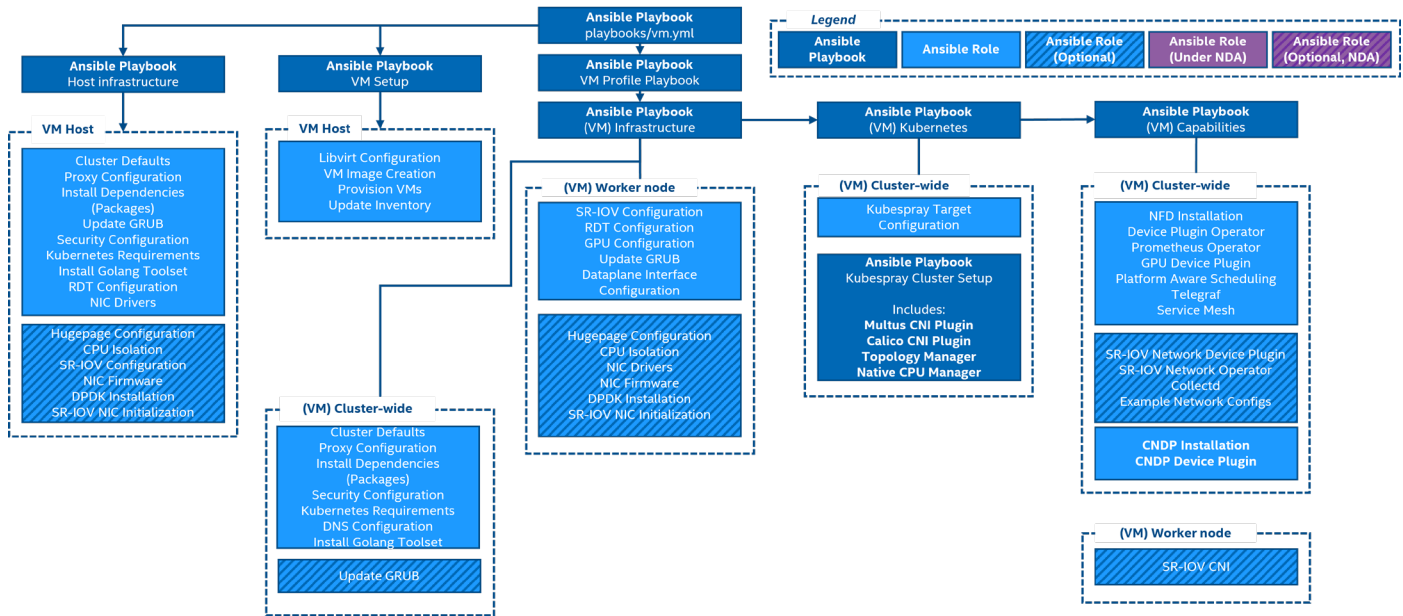 Ansible Playbook
playbooks/vm.yml
Legend
Ansible
Playbook
Ansible Role
Ansible Role
(Optional)
Ansible Role
(Under NDA)
Ansible Role
(Optional, NDA)
Ansible Playbook
Host infrastructure
Ansible Playbook
VM Setup
Ansible Playbook
VM Profile Playbook
Ansible Playbook
(VM) Infrastructure
Ansible Playbook
(VM) Kubernetes
Ansible Playbook
(VM) Capabilities
VM Host
Cluster Defaults
Proxy Configuration
Install Dependencies
(Packages)
Update GRUB
Security Configuration
Kubernetes Requirements
Install Golang Toolset
RDT Configuration
NIC Drivers
Hugepage Configuration
CPU Isolation
SR-IOV Configuration
NIC Firmware
DPDK Installation
SR-IOV NIC Initialization
VM Host
Libvirt Configuration
VM Image Creation
Provision VMs
Update Inventory
(VM) Cluster-wide
Cluster Defaults
Proxy Configuration
Install Dependencies
(Packages)
Security Configuration
Kubernetes Requirements
DNS Configuration
Install Golang Toolset
Update GRUB
(VM) Worker node
SR-IOV Configuration
RDT Configuration
GPU Configuration
Update GRUB
Dataplane Interface
Configuration
Hugepage Configuration
CPU Isolation
NIC Drivers
NIC Firmware
DPDK Installation
SR-IOV NIC Initialization
(VM) Cluster-wide
Kubespray Target
Configuration
Ansible Playbook
Kubespray Cluster Setup
Includes:
Multus CNI Plugin
Calico CNI Plugin
Topology Manager
Native CPU Manager
(VM) Cluster-wide
NFD Installation
Device Plugin Operator
Prometheus Operator
GPU Device Plugin
Platform Aware Scheduling
Telegraf
Service Mesh
SR-IOV Network Device Plugin
SR-IOV Network Operator
Collectd
Example Network Configs
CNDP Installation
CNDP Device Plugin
(VM) Worker node
SR-IOV CNI